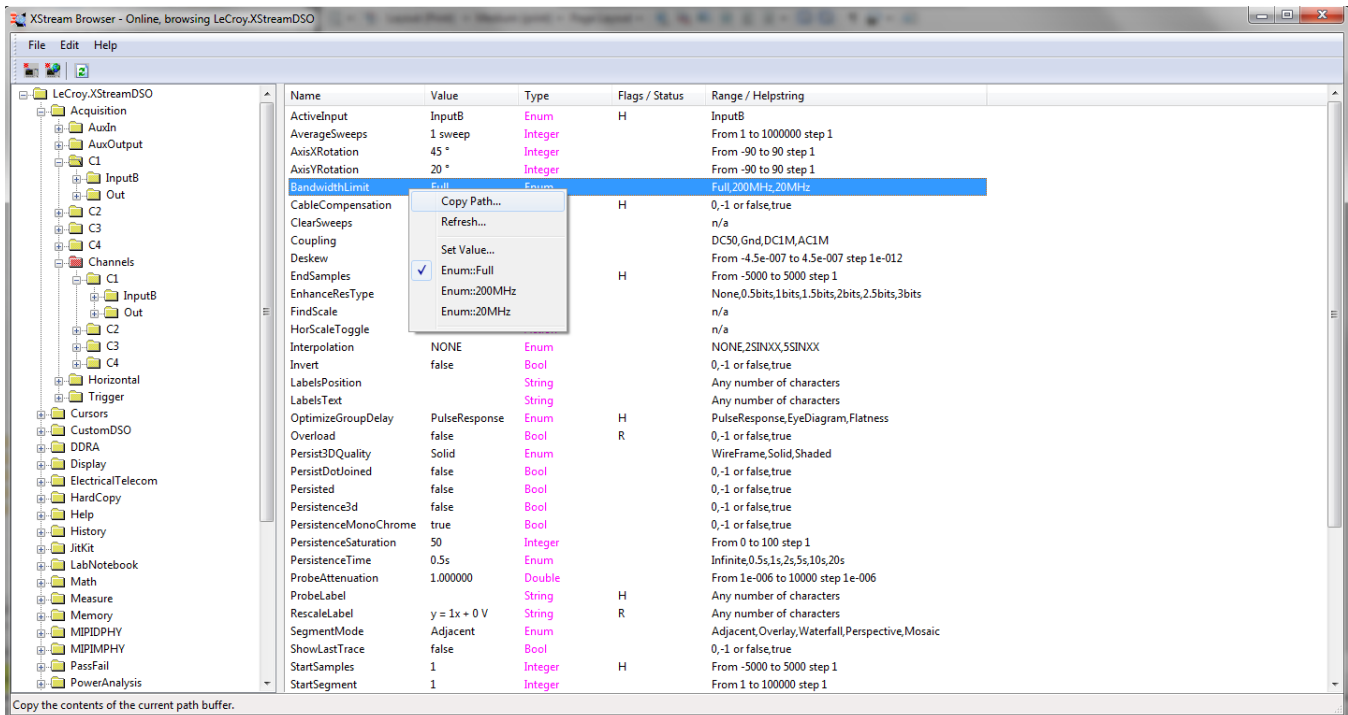 XStream Browser - Online, browsing LeCroy.XStreamDSO
File Edit Help
LeCroy.XStreamDSO
Acquisition
AuxIn
AuxOutput
C1
InputB
Out
C2
C3
C4
Channels
C1
InputB
Out
C2
C3
C4
Horizontal
Trigger
Cursors
CustomDSO
DDRA
Display
ElectricalTelecom
HardCopy
Help
History
JitKit
LabNotebook
Math
Measure
Memory
MIPIDPHY
MIPIMPHY
PassFail
PowerAnalysis
Name Value Type Flags / Status Range / Helpstring
ActiveInput InputB Enum H InputB
AverageSweeps 1 sweep Integer From 1 to 1000000 step 1
AxisXRotation 45 ° Integer From -90 to 90 step 1
AxisYRotation 20 ° Integer From -90 to 90 step 1
BandwidthLimit Full Enum Full,200MHz,20MHz
CableCompensation H 0,-1 or false,true
ClearSweeps n/a
Coupling DC50,Gnd,DC1M,AC1M
Deskew From -4.5e-007 to 4.5e-007 step 1e-012
EndSamples H From -5000 to 5000 step 1
EnhanceResType None,0.5bits,1bits,1.5bits,2bits,2.5bits,3bits
FindScale n/a
HorScaleToggle n/a
Interpolation NONE Enum NONE,2SINXX,5SINXX
Invert false Bool 0,-1 or false,true
LabelsPosition String Any number of characters
LabelsText String Any number of characters
OptimizeGroupDelay PulseResponse Enum H PulseResponse,EyeDiagram,Flatness
Overload false Bool R 0,-1 or false,true
Persist3DQuality Solid Enum WireFrame,Solid,Shaded
PersistDotJoined false Bool 0,-1 or false,true
Persisted false Bool 0,-1 or false,true
Persistence3d false Bool 0,-1 or false,true
PersistenceMonoChrome true Bool 0,-1 or false,true
PersistenceSaturation 50 Integer From 0 to 100 step 1
PersistenceTime 0.5s Enum Infinite,0.5s,1s,2s,5s,10s,20s
ProbeAttenuation 1.000000 Double From 1e-006 to 10000 step 1e-006
ProbeLabel String H Any number of characters
RescaleLabel y = 1x + 0 V String R Any number of characters
SegmentMode Adjacent Enum Adjacent,Overlay,Waterfall,Perspective,Mosaic
ShowLastTrace false Bool 0,-1 or false,true
StartSamples 1 Integer H From -5000 to 5000 step 1
StartSegment 1 Integer From 1 to 100000 step 1
Copy Path...
Refresh...
Set Value...
Enum::Full
Enum::200MHz
Enum::20MHz
Copy the contents of the current path buffer.